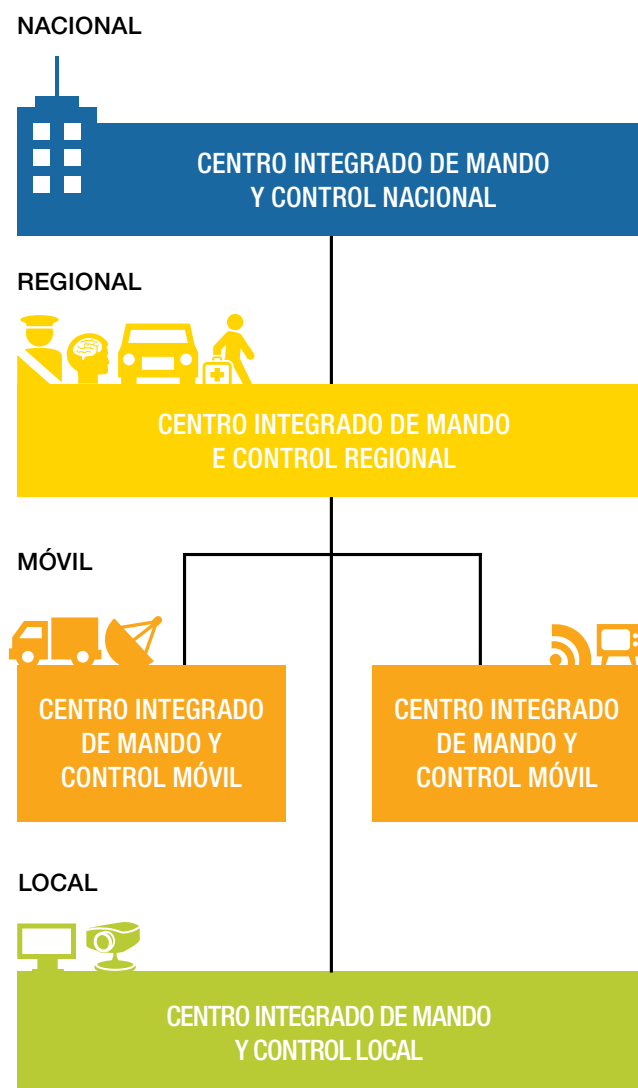 NACIONAL
CENTRO INTEGRADO DE MANDO
Y CONTROL NACIONAL
REGIONAL
CENTRO INTEGRADO DE MANDO
E CONTROL REGIONAL
MÓVIL
CENTRO INTEGRADO
DE MANDO Y
CONTROL MÓVIL
CENTRO INTEGRADO
DE MANDO Y
CONTROL MÓVIL
LOCAL
CENTRO INTEGRADO DE MANDO
Y CONTROL LOCAL